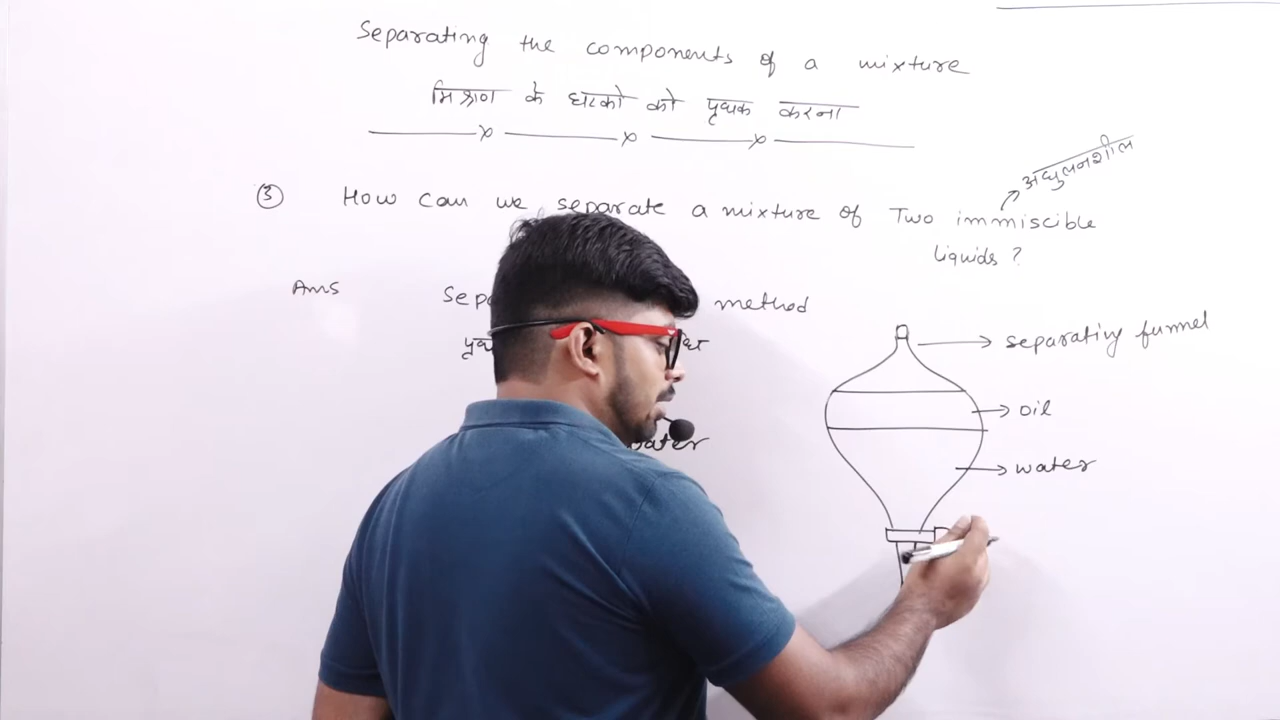 Separating the components of a mixture
मिश्रण के घटको को पृथक करना
अघुलनशील
③ How can we separate a mixture of Two immiscible
liquids ?
Ans method
separating funnel
oil
water
water